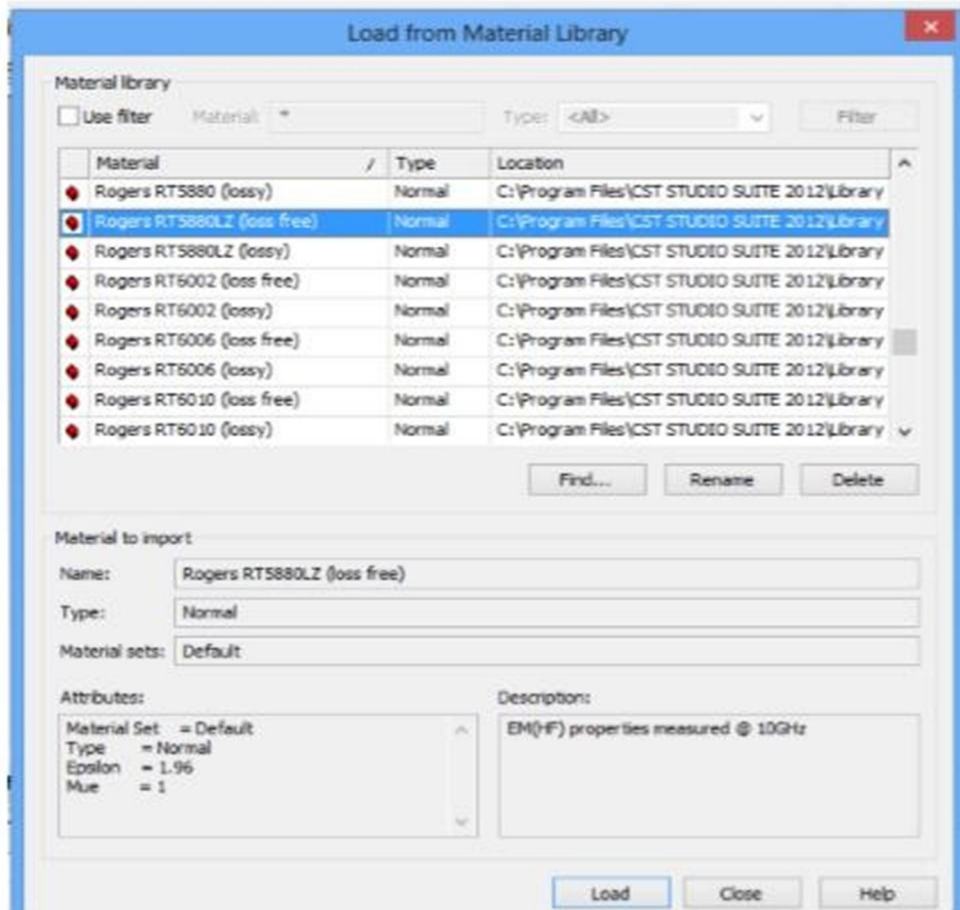 Load from Material Library
Material library
Use filter Material: * Type: <All> Filter
Material / Type Location
Rogers RT5880 (lossy) Normal C:\Program Files\CST STUDIO SUITE 2012\Library
Rogers RT5880LZ (loss free) Normal C:\Program Files\CST STUDIO SUITE 2012\Library
Rogers RT5880LZ (lossy) Normal C:\Program Files\CST STUDIO SUITE 2012\Library
Rogers RT6002 (loss free) Normal C:\Program Files\CST STUDIO SUITE 2012\Library
Rogers RT6002 (lossy) Normal C:\Program Files\CST STUDIO SUITE 2012\Library
Rogers RT6006 (loss free) Normal C:\Program Files\CST STUDIO SUITE 2012\Library
Rogers RT6006 (lossy) Normal C:\Program Files\CST STUDIO SUITE 2012\Library
Rogers RT6010 (loss free) Normal C:\Program Files\CST STUDIO SUITE 2012\Library
Rogers RT6010 (lossy) Normal C:\Program Files\CST STUDIO SUITE 2012\Library
Find... Rename Delete
Material to import
Name: Rogers RT5880LZ (loss free)
Type: Normal
Material sets: Default
Attributes: Description:
Material Set = Default EM(HF) properties measured @ 10GHz
Type = Normal
Epsilon = 1.96
Mue = 1
Load Close Help